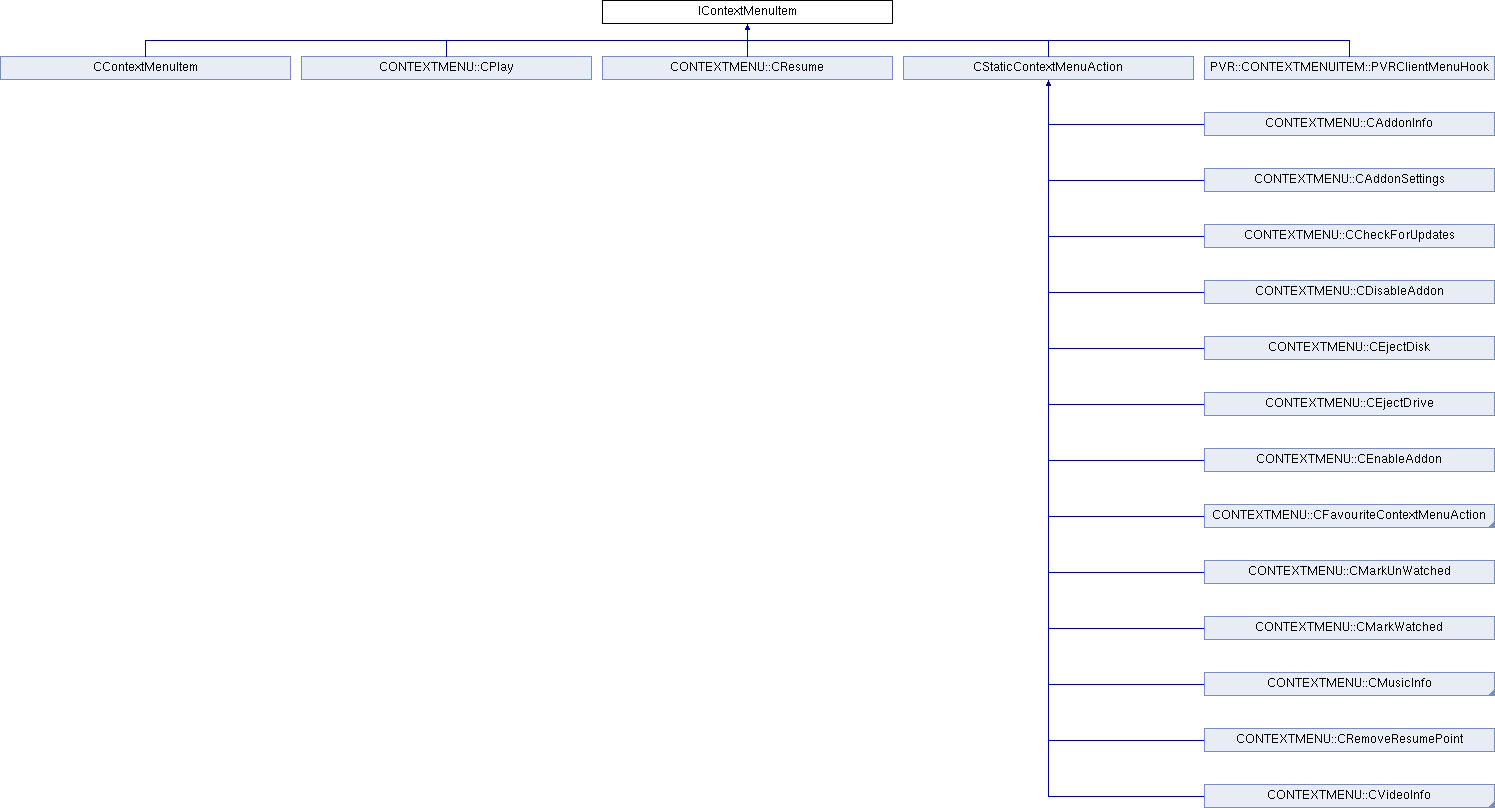 IContextMenuItem
CContextMenuItem
CONTEXTMENU::CPlay
CONTEXTMENU::CResume
CStaticContextMenuAction
PVR::CONTEXTMENUITEM::PVRClientMenuHook
CONTEXTMENU::CAddonInfo
CONTEXTMENU::CAddonSettings
CONTEXTMENU::CCheckForUpdates
CONTEXTMENU::CDisableAddon
CONTEXTMENU::CEjectDisk
CONTEXTMENU::CEjectDrive
CONTEXTMENU::CEnableAddon
CONTEXTMENU::CFavouriteContextMenuAction
CONTEXTMENU::CMarkUnWatched
CONTEXTMENU::CMarkWatched
CONTEXTMENU::CMusicInfo
CONTEXTMENU::CRemoveResumePoint
CONTEXTMENU::CVideoInfo